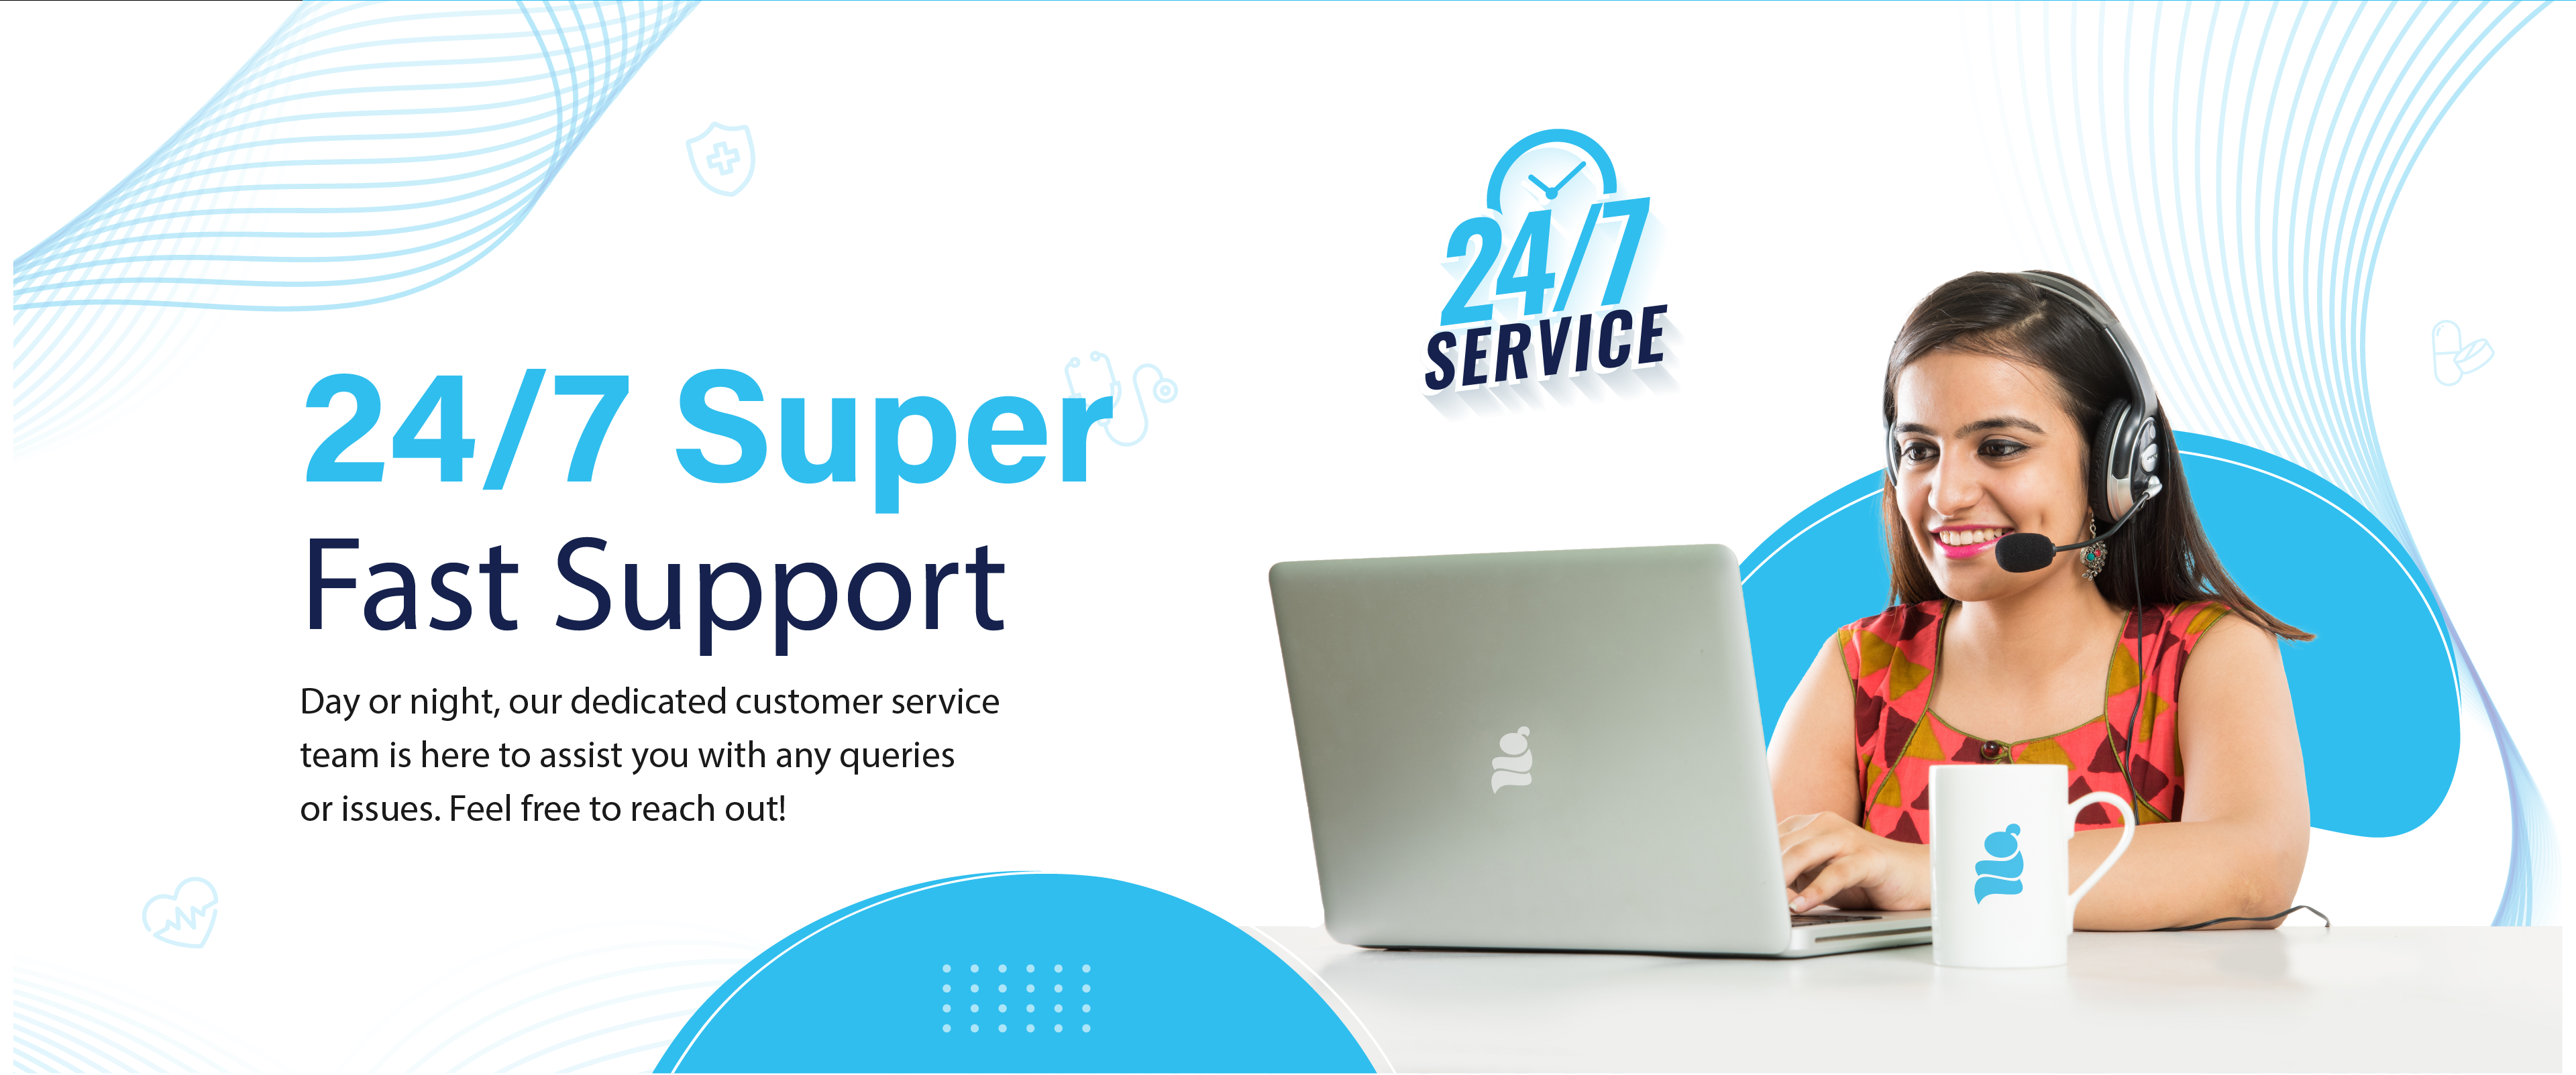 24/7
SERVICE
24/7 Super
Fast Support
Day or night, our dedicated customer service
team is here to assist you with any queries
or issues. Feel free to reach out!